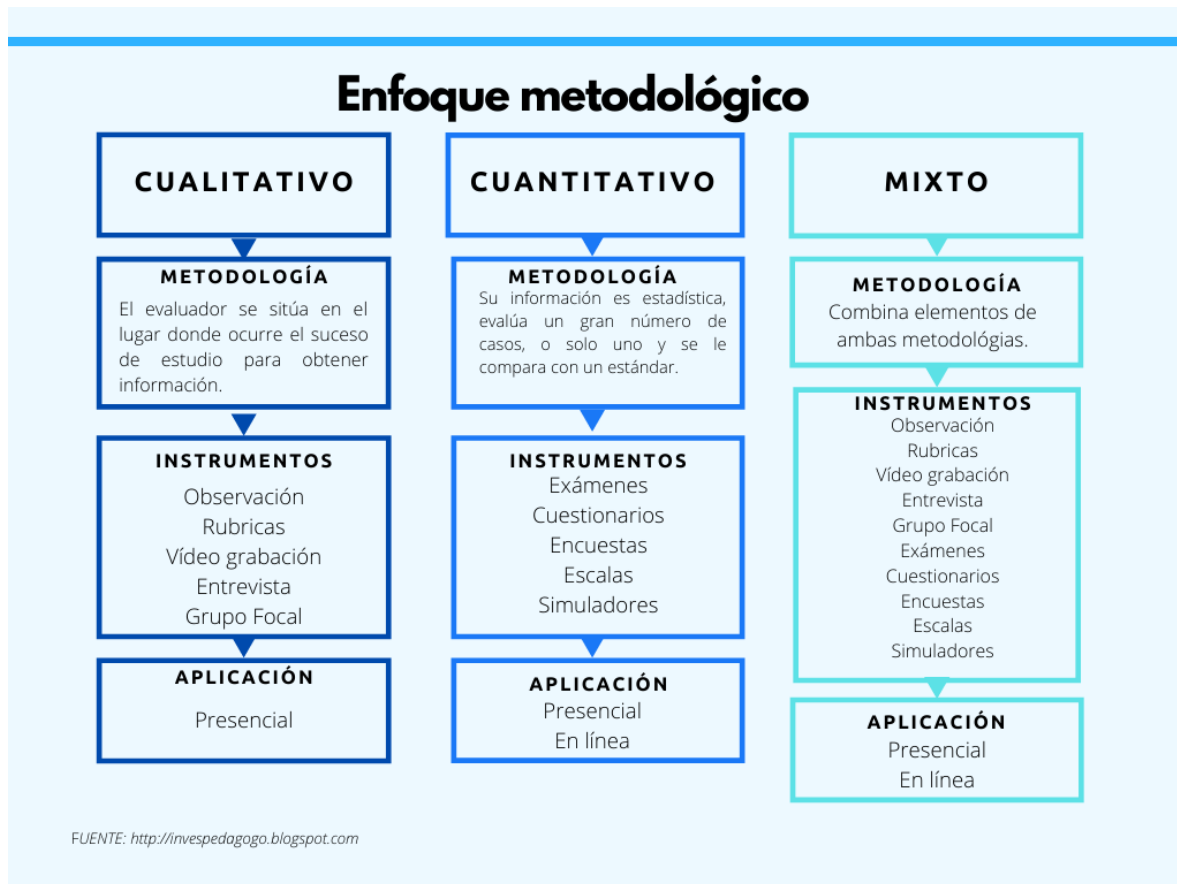 Enfoque metodológico
CUALITATIVO
METODOLOGÍA
El evaluador se sitúa en el
lugar donde ocurre el suceso
de estudio para obtener
información.
INSTRUMENTOS
Observación
Rubricas
Vídeo grabación
Entrevista
Grupo Focal
APLICACIÓN
Presencial
CUANTITATIVO
METODOLOGÍA
Su información es estadística,
evalúa un gran número de
casos, o solo uno y se le
compara con un estándar.
INSTRUMENTOS
Exámenes
Cuestionarios
Encuestas
Escalas
Simuladores
APLICACIÓN
Presencial
En línea
MIXTO
METODOLOGÍA
Combina elementos de
ambas metodológias.
INSTRUMENTOS
Observación
Rubricas
Vídeo grabación
Entrevista
Grupo Focal
Exámenes
Cuestionarios
Encuestas
Escalas
Simuladores
APLICACIÓN
Presencial
En línea
FUENTE: http://invespedagogo.blogspot.com